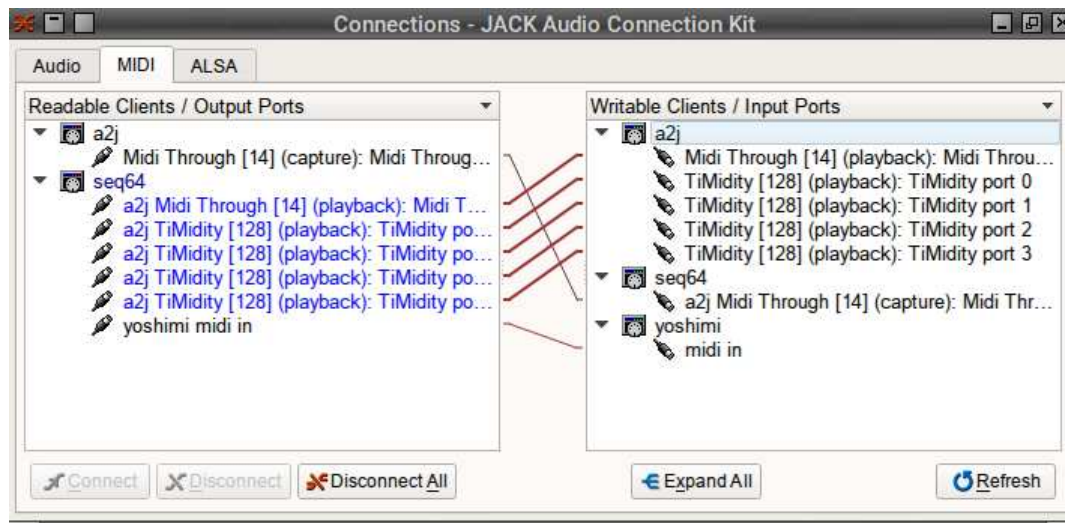 Connections - JACK Audio Connection Kit
Audio MIDI ALSA
Readable Clients / Output Ports
a2j
Midi Through [14] (capture): Midi Throug...
seq64
a2j Midi Through [14] (playback): Midi T...
a2j TiMidity [128] (playback): TiMidity po...
a2j TiMidity [128] (playback): TiMidity po...
a2j TiMidity [128] (playback): TiMidity po...
a2j TiMidity [128] (playback): TiMidity po...
yoshimi midi in
Writable Clients / Input Ports
a2j
Midi Through [14] (playback): Midi Throu...
TiMidity [128] (playback): TiMidity port 0
TiMidity [128] (playback): TiMidity port 1
TiMidity [128] (playback): TiMidity port 2
TiMidity [128] (playback): TiMidity port 3
seq64
a2j Midi Through [14] (capture): Midi Thr...
yoshimi
midi in
Connect Disconnect Disconnect All Expand All Refresh